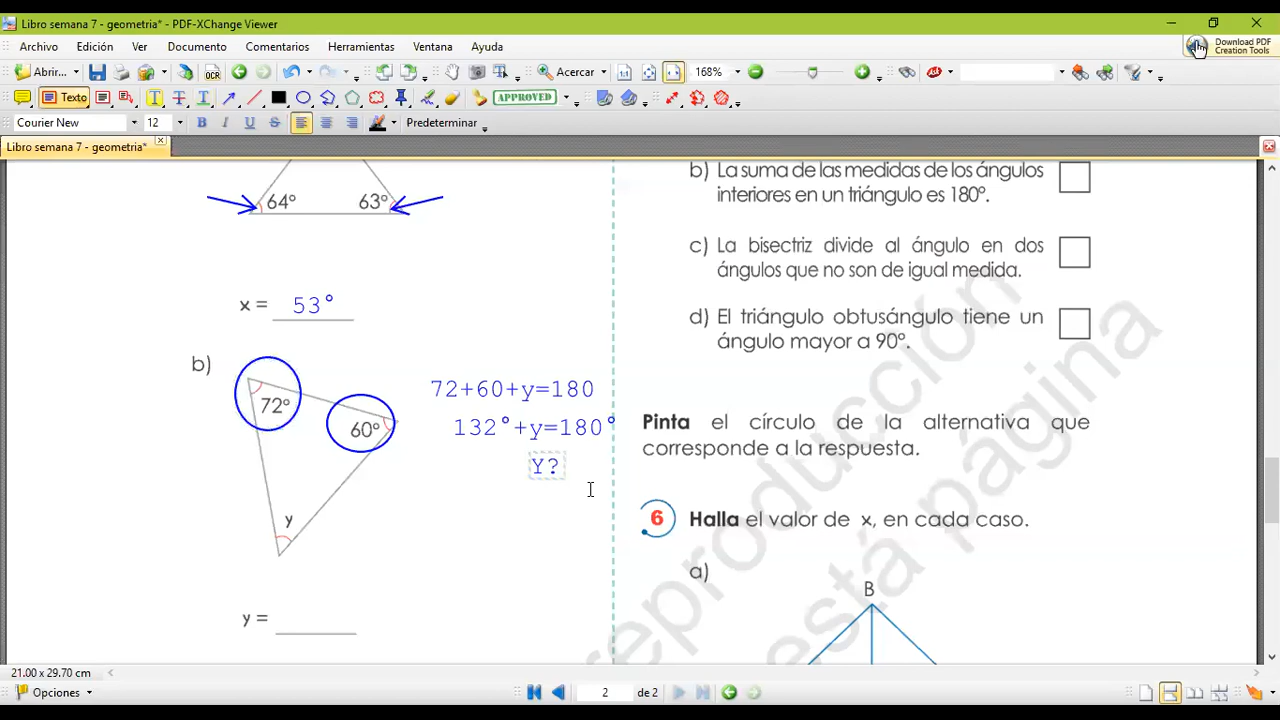 Libro semana 7 - geometria* - PDF-XChange Viewer
Archivo Edición Ver Documento Comentarios Herramientas Ventana Ayuda
Download PDF
Creation Tools
Abrir... OCR Acercar 168%
Texto APPROVED
Courier New 12 B I U Predeterminar
Libro semana 7 - geometria*
64° 63°
x = 53°
b)
72°
60°
y
72+60+y=180
132°+y=180°
Y?
y =
b) La suma de las medidas de los ángulos
interiores en un triángulo es 180°.
c) La bisectriz divide al ángulo en dos
ángulos que no son de igual medida.
d) El triángulo obtusángulo tiene un
ángulo mayor a 90°.
Pinta el círculo de la alternativa que
corresponde a la respuesta.
6 Halla el valor de x, en cada caso.
a)
B
reproducción
está página
21.00 x 29.70 cm
Opciones 2 de 2